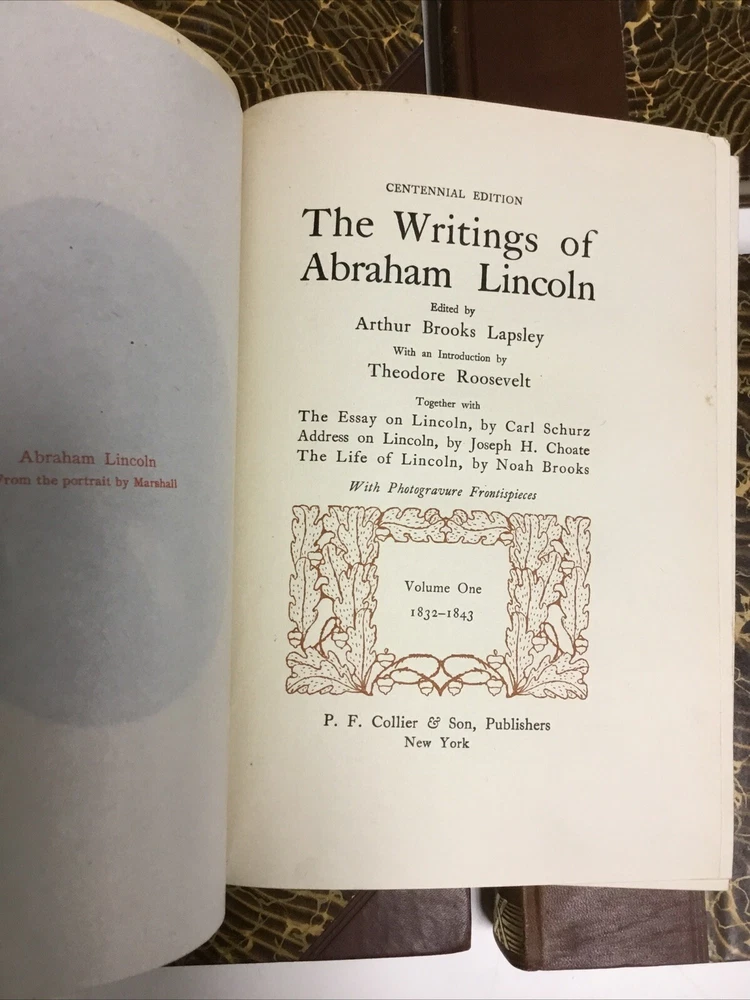 Abraham Lincoln
From the portrait by Marshall
CENTENNIAL EDITION
The Writings of
Abraham Lincoln
Edited by
Arthur Brooks Lapsley
With an Introduction by
Theodore Roosevelt
Together with
The Essay on Lincoln, by Carl Schurz
Address on Lincoln, by Joseph H. Choate
The Life of Lincoln, by Noah Brooks
With Photogravure Frontispieces
Volume One
1832–1843
P. F. Collier & Son, Publishers
New York